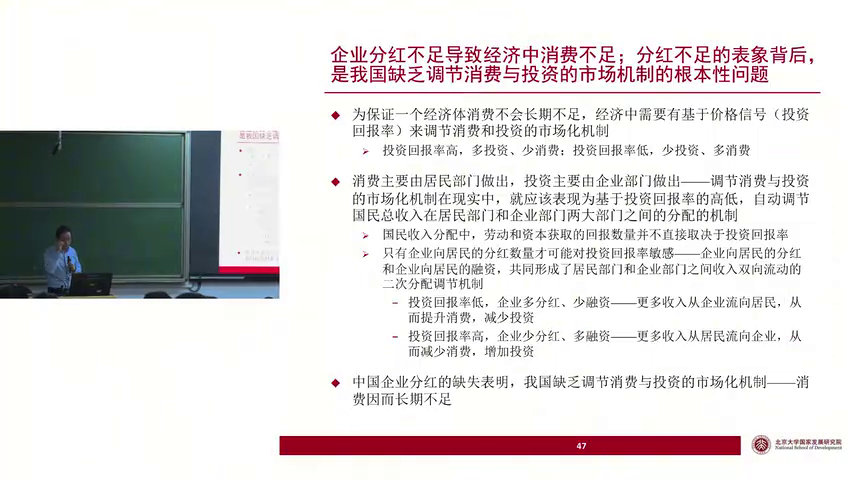 企业分红不足导致经济中消费不足；分红不足的表象背后，
是我国缺乏调节消费与投资的市场机制的根本性问题
为保证一个经济体消费不会长期不足，经济中需要有基于价格信号（投资
回报率）来调节消费和投资的市场化机制
投资回报率高，多投资、少消费；投资回报率低，少投资、多消费
消费主要由居民部门做出，投资主要由企业部门做出——调节消费与投资
的市场化机制在现实中，就应该表现为基于投资回报率的高低，自动调节
国民总收入在居民部门和企业部门两大部门之间的分配的机制
国民收入分配中，劳动和资本获取的回报数量并不直接取决于投资回报率
只有企业向居民的分红数量才可能对投资回报率敏感——企业向居民的分红
和企业向居民的融资，共同形成了居民部门和企业部门之间收入双向流动的
二次分配调节机制
投资回报率低，企业多分红、少融资——更多收入从企业流向居民，从
而提升消费，减少投资
投资回报率高，企业少分红、多融资——更多收入从居民流向企业，从
而减少消费，增加投资
中国企业分红的缺失表明，我国缺乏调节消费与投资的市场化机制——消
费因而长期不足
47
北京大学国家发展研究院
National School of Development